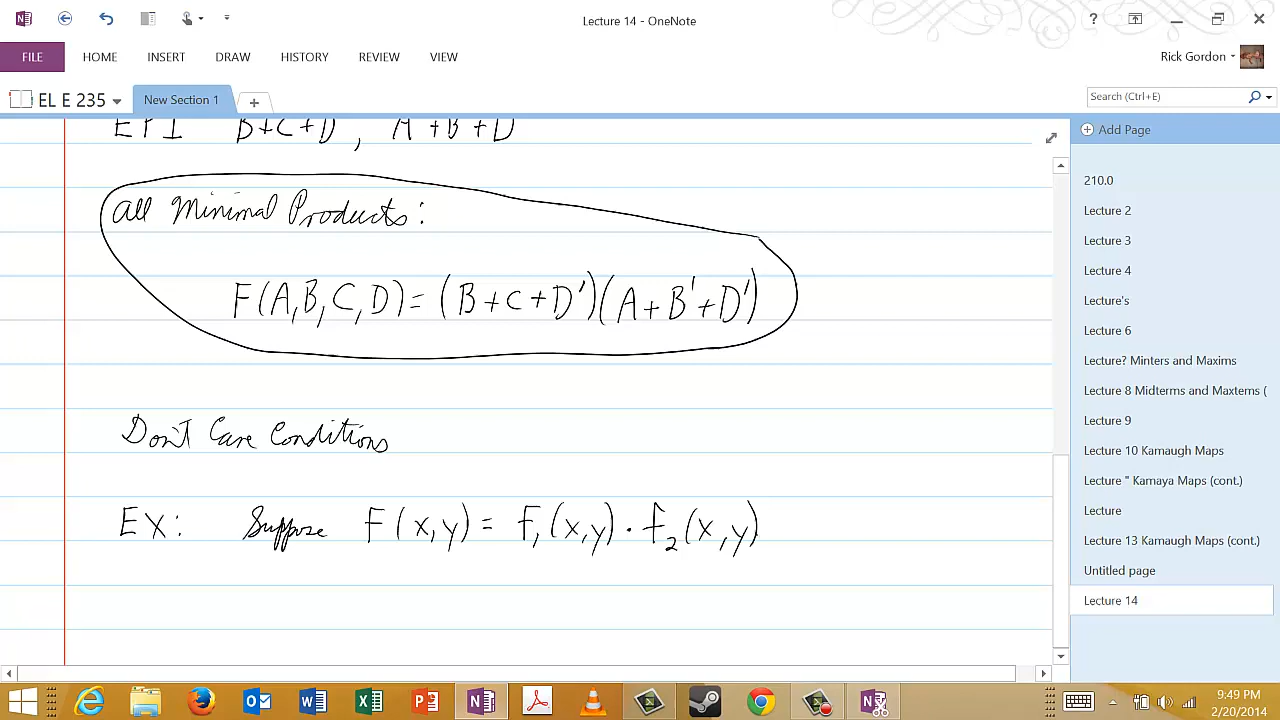 Lecture 14 - OneNote
?
FILE
HOME
INSERT
DRAW
HISTORY
REVIEW
VIEW
Rick Gordon
EL E 235
New Section 1
Search (Ctrl+E)
EPI B+C+D , A+B+D
All Minimal Products:
F(A,B,C,D)=(B+C+D')(A+B'+D')
Don't Care Conditions
EX: Suppose F(x,y)= f₁(x,y)·f₂(x,y)
Add Page
210.0
Lecture 2
Lecture 3
Lecture 4
Lecture's
Lecture 6
Lecture? Minters and Maxims
Lecture 8 Midterms and Maxtems (
Lecture 9
Lecture 10 Kamaugh Maps
Lecture " Kamaya Maps (cont.)
Lecture
Lecture 13 Kamaugh Maps (cont.)
Untitled page
Lecture 14
9:49 PM
2/20/2014